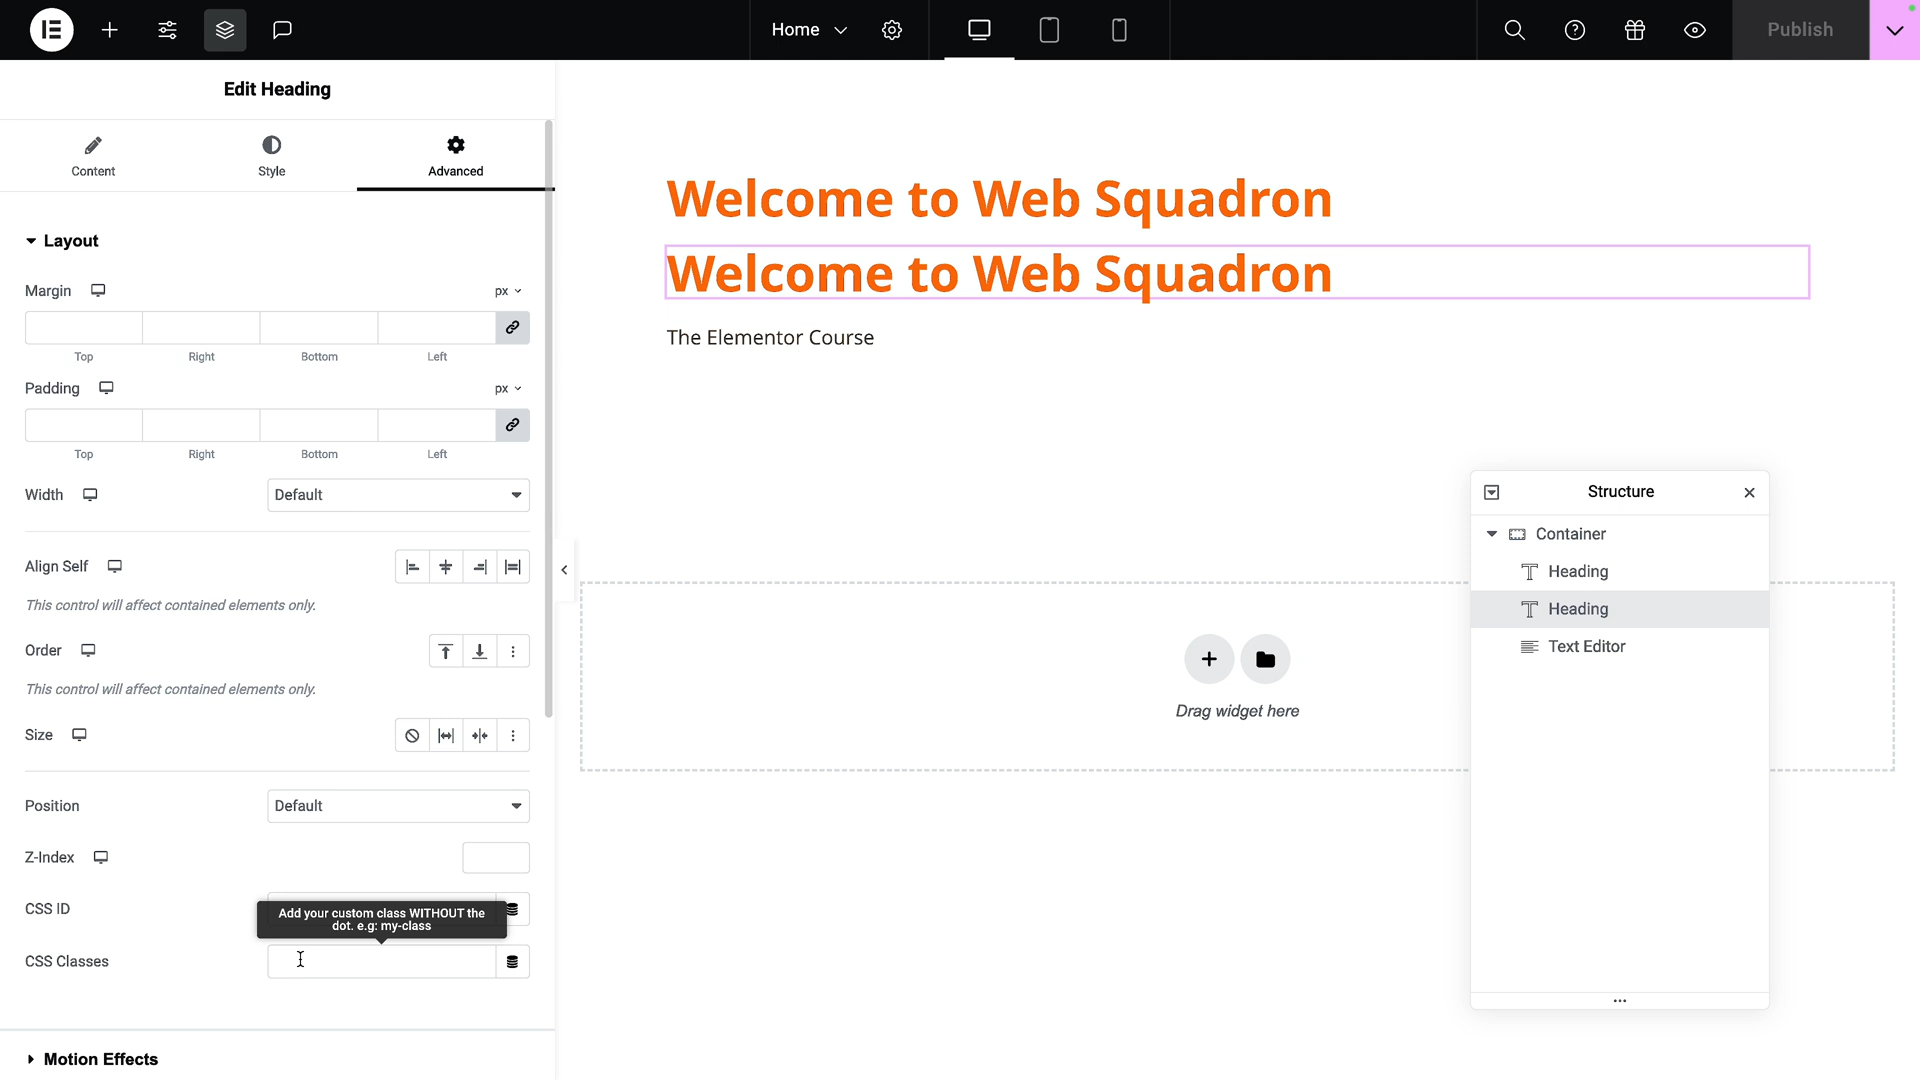 Home
Publish
Edit Heading
Content
Style
Advanced
Layout
Margin
px
Top
Right
Bottom
Left
Padding
px
Top
Right
Bottom
Left
Width
Default
Align Self
This control will affect contained elements only.
Order
This control will affect contained elements only.
Size
Position
Default
Z-Index
CSS ID
Add your custom class WITHOUT the
dot. e.g: my-class
CSS Classes
Motion Effects
Welcome to Web Squadron
Welcome to Web Squadron
The Elementor Course
Drag widget here
Structure
Container
Heading
Heading
Text Editor